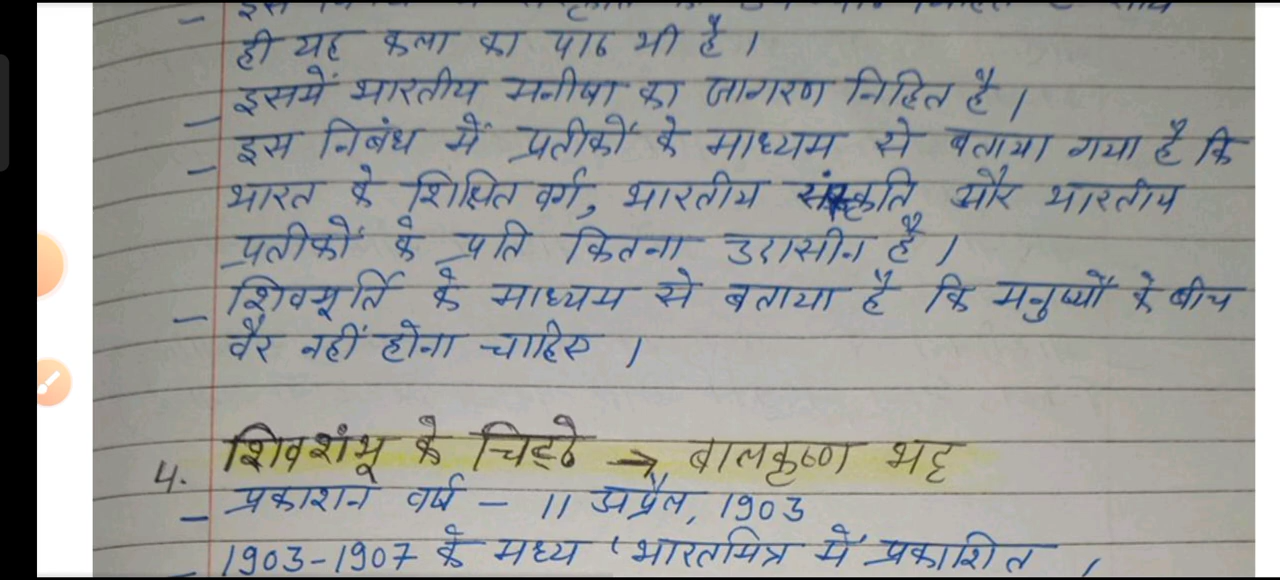 ही यह कला का पाठ भी है।
- इसमें भारतीय मनीषा का जागरण निहित है।
- इस निबंध में प्रतीकों के माध्यम से बताया गया है कि
भारत के शिक्षित वर्ग, भारतीय संस्कृति और भारतीय
प्रतीकों के प्रति कितना उदासीन है।
- शिवमूर्ति के माध्यम से बताया है कि मनुष्यों के बीच
वैर नहीं होना चाहिए।
4. शिवशंभू के चिट्ठे → बालकृष्ण भट्ट
- प्रकाशन वर्ष - 11 अप्रैल, 1903
- 1903-1907 के मध्य 'भारतमित्र में' प्रकाशित,